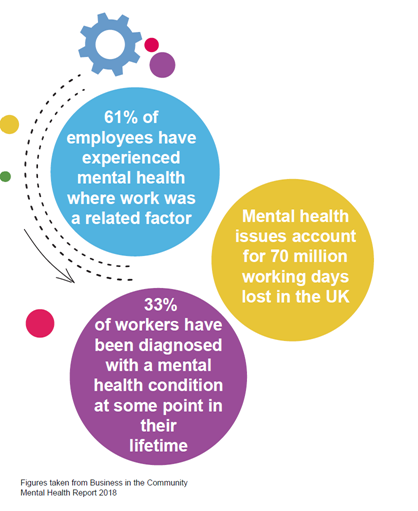 61% of
employees have
experienced
mental health
where work was
a related factor
Mental health
issues account
for 70 million
working days
lost in the UK
33%
of workers have
been diagnosed
with a mental
health condition
at some point in
their
lifetime
Figures taken from Business in the Community
Mental Health Report 2018